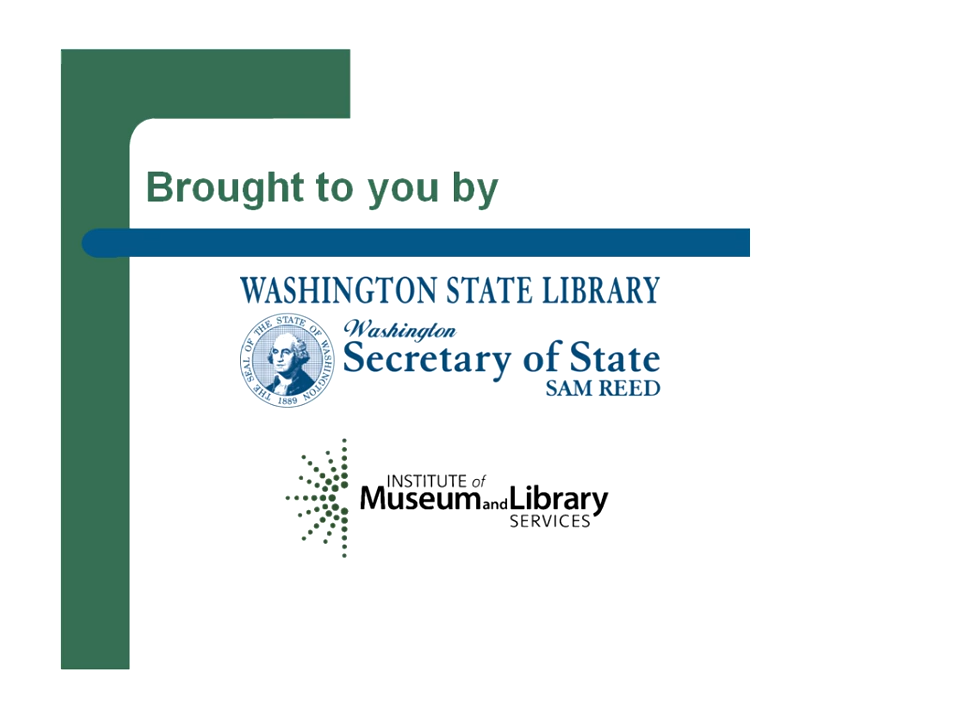 Brought to you by
WASHINGTON STATE LIBRARY
THE SEAL OF THE STATE OF WASHINGTON
1889
Washington
Secretary of State
SAM REED
INSTITUTE of
Museum and Library
SERVICES